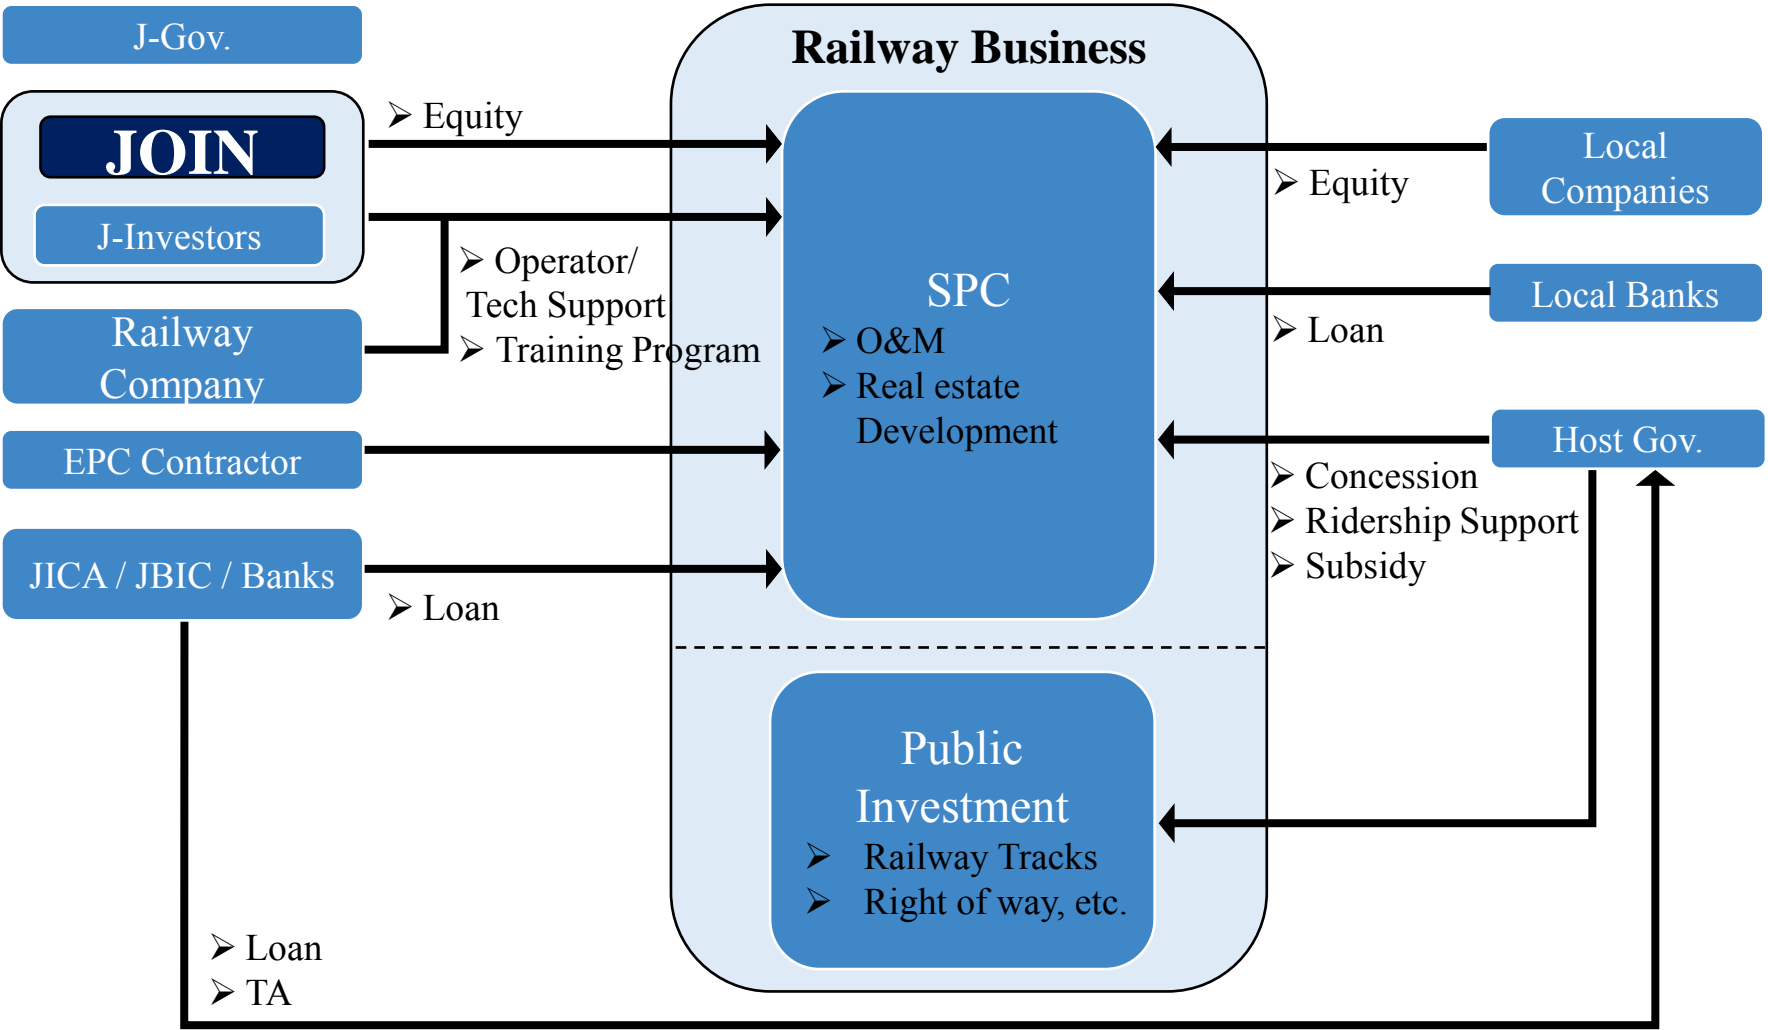 J-Gov.
JOIN
J-Investors
Railway
Company
EPC Contractor
JICA / JBIC / Banks
➢ Equity
➢ Operator/
Tech Support
➢ Training Program
➢ Loan
➢ Loan
➢ TA
Railway Business
SPC
➢ O&M
➢ Real estate
Development
Public
Investment
➢ Railway Tracks
➢ Right of way, etc.
➢ Equity
➢ Loan
➢ Concession
➢ Ridership Support
➢ Subsidy
Local
Companies
Local Banks
Host Gov.